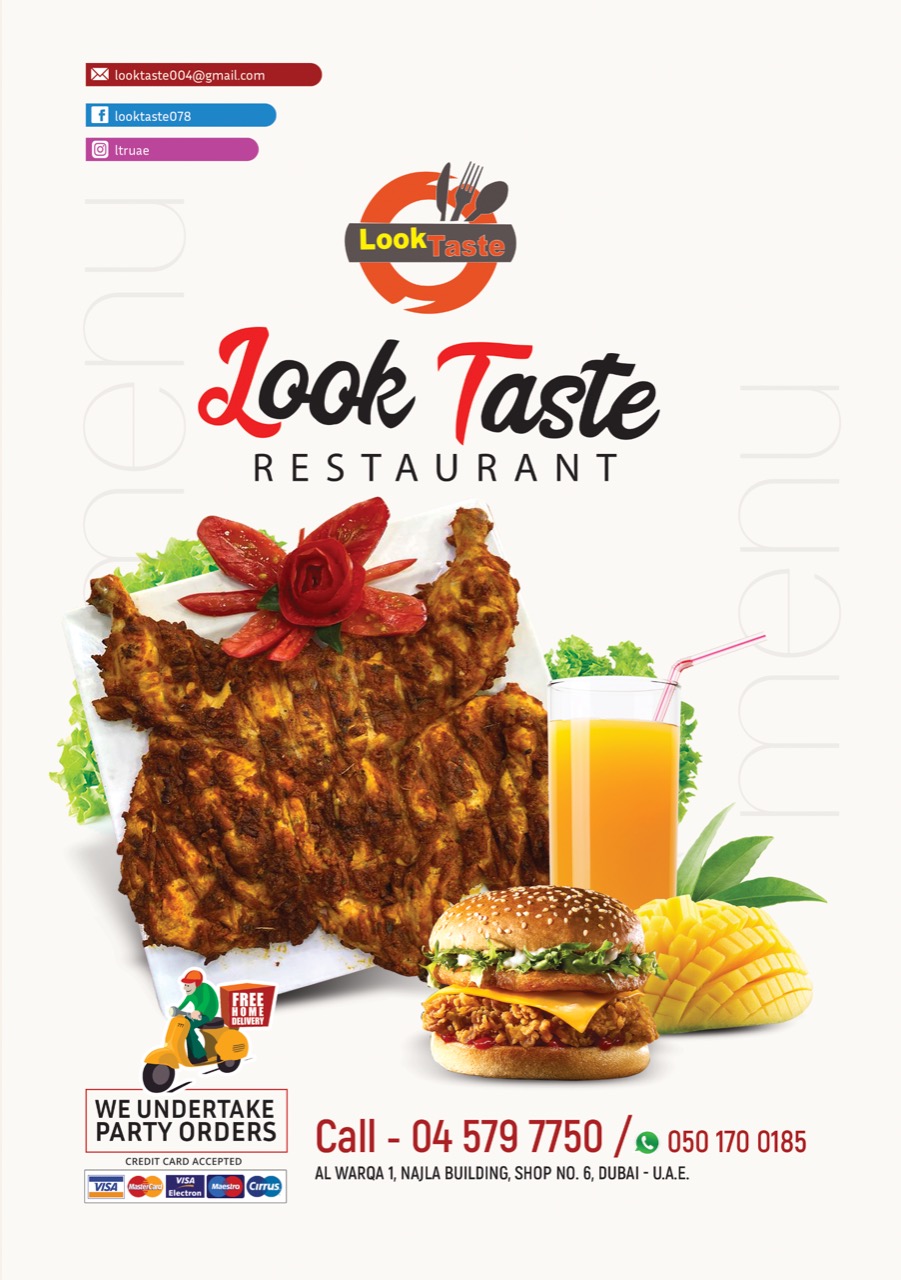 looktaste004@gmail.com
looktaste078
ltruae
menu
Look Taste
Look Taste
RESTAURANT
menu
FREE
HOME
DELIVERY
WE UNDERTAKE
PARTY ORDERS
CREDIT CARD ACCEPTED
VISA MasterCard VISA Electron Maestro Cirrus
Call - 04 579 7750 / 050 170 0185
AL WARQA 1, NAJLA BUILDING, SHOP NO. 6, DUBAI - U.A.E.